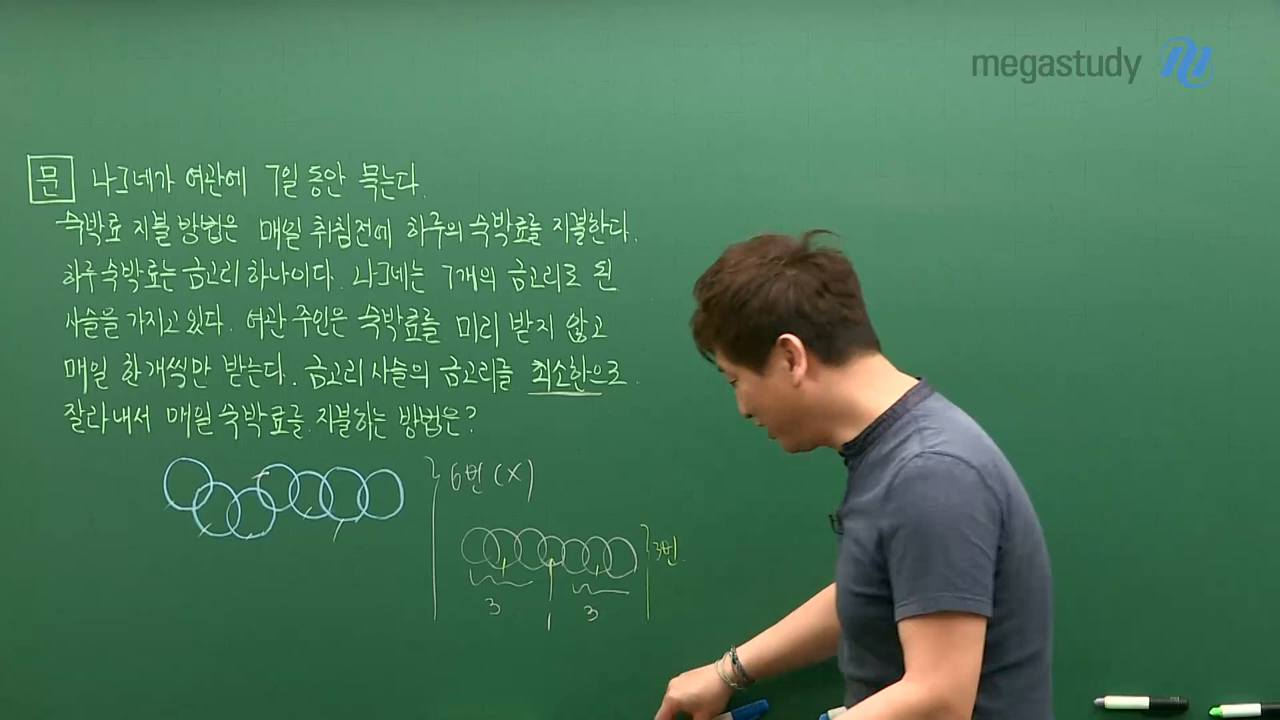 megastudy
문 나그네가 여관에 7일 동안 묵는다.
숙박료 지불 방법은 매일 취침전에 하루의 숙박료를 지불한다.
하루 숙박료는 금고리 하나이다. 나그네는 7개의 금고리로 된
사슬을 가지고 있다. 여관 주인은 숙박료를 미리 받지 않고
매일 한개씩만 받는다. 금고리 사슬의 금고리를 최소한으로
잘라내서 매일 숙박료를 지불하는 방법은?
6번 (X)
3번
3 1 3